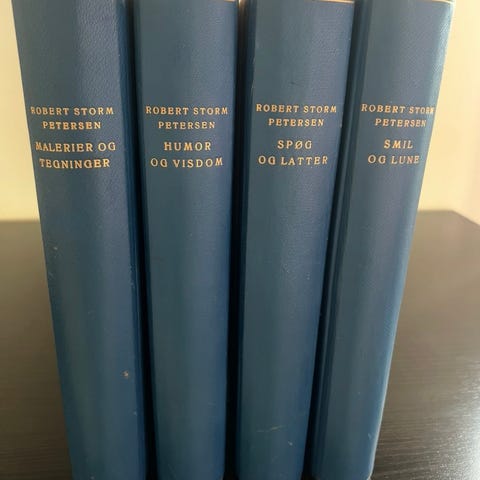 ROBERT STORM
PETERSEN
MALERIER OG
TEGNINGER
ROBERT STORM
PETERSEN
HUMOR
OG VISDOM
ROBERT STORM
PETERSEN
SPØG
OG LATTER
ROBERT STORM
PETERSEN
SMIL
OG LUNE